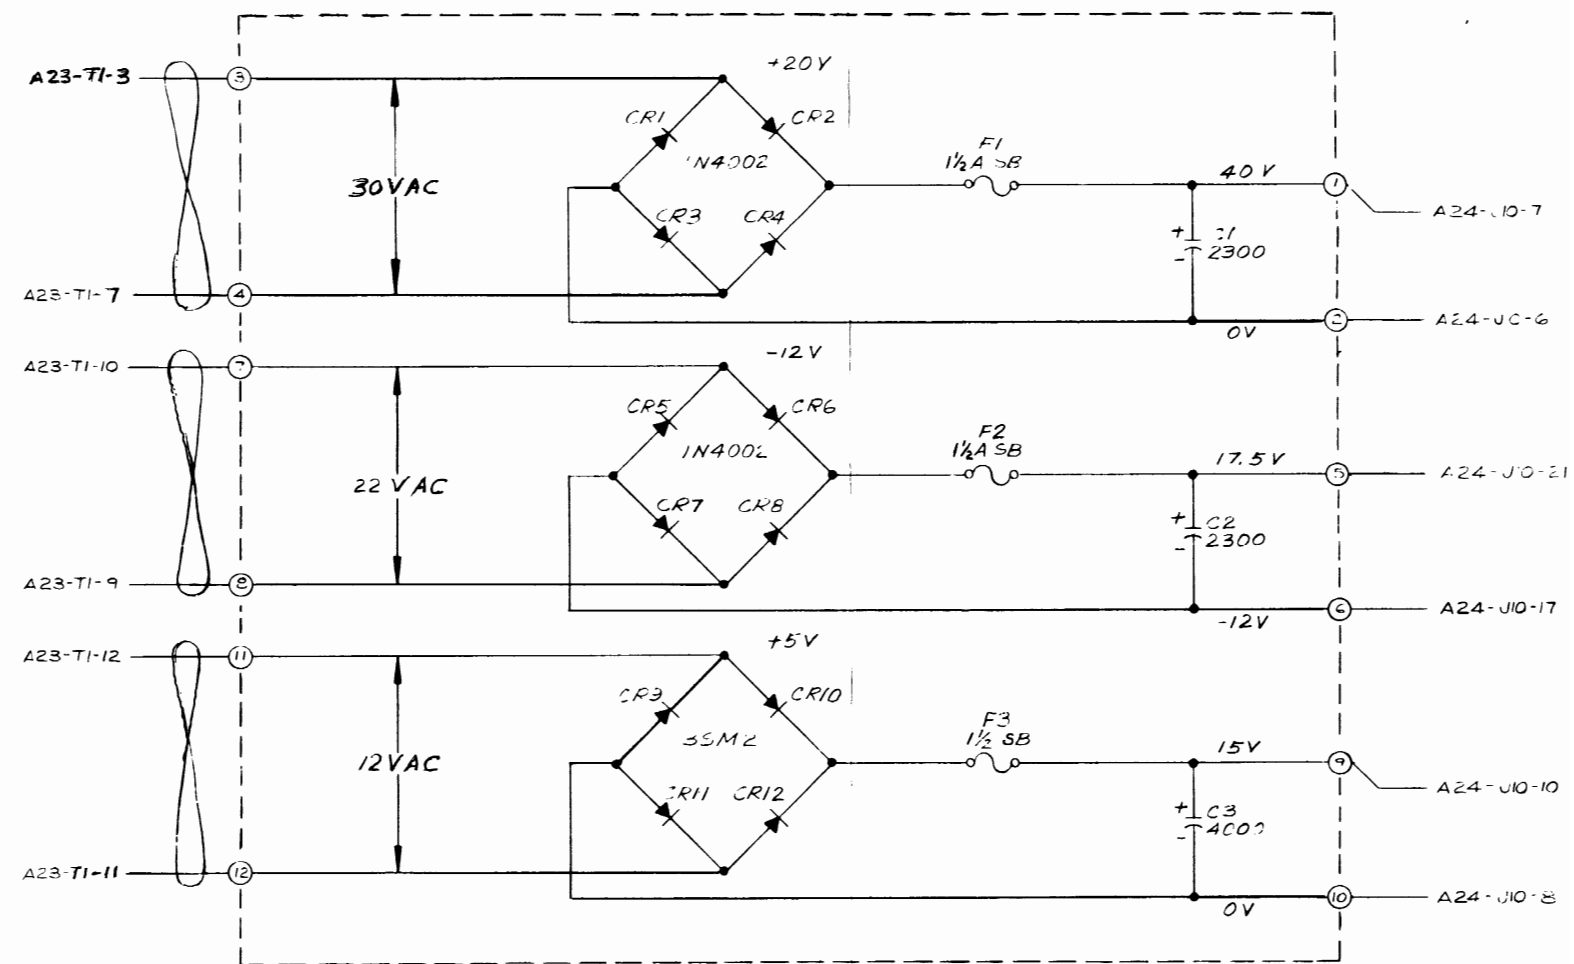 A23-T1-3
3
+20V
CR1
CR2
1N4002
30VAC
CR3
CR4
F1
1½A SB
40V
1
A24-J10-7
+
C1
2300
-
A23-T1-7
4
0V
2
A23-T1-10
7
-12V
CR5
CR6
1N4002
22VAC
CR7
CR8
F2
1½A SB
17.5V
5
A24-J10-21
+
C2
2300
-
A23-T1-9
8
-12V
6
A24-J10-17
A23-T1-12
11
+5V
CR9
CR10
12VAC
CR11
CR12
F3
1½ SB
15V
9
A24-J10-10
+
C3
4000
-
A23-T1-11
12
0V
10
A24-J10-8